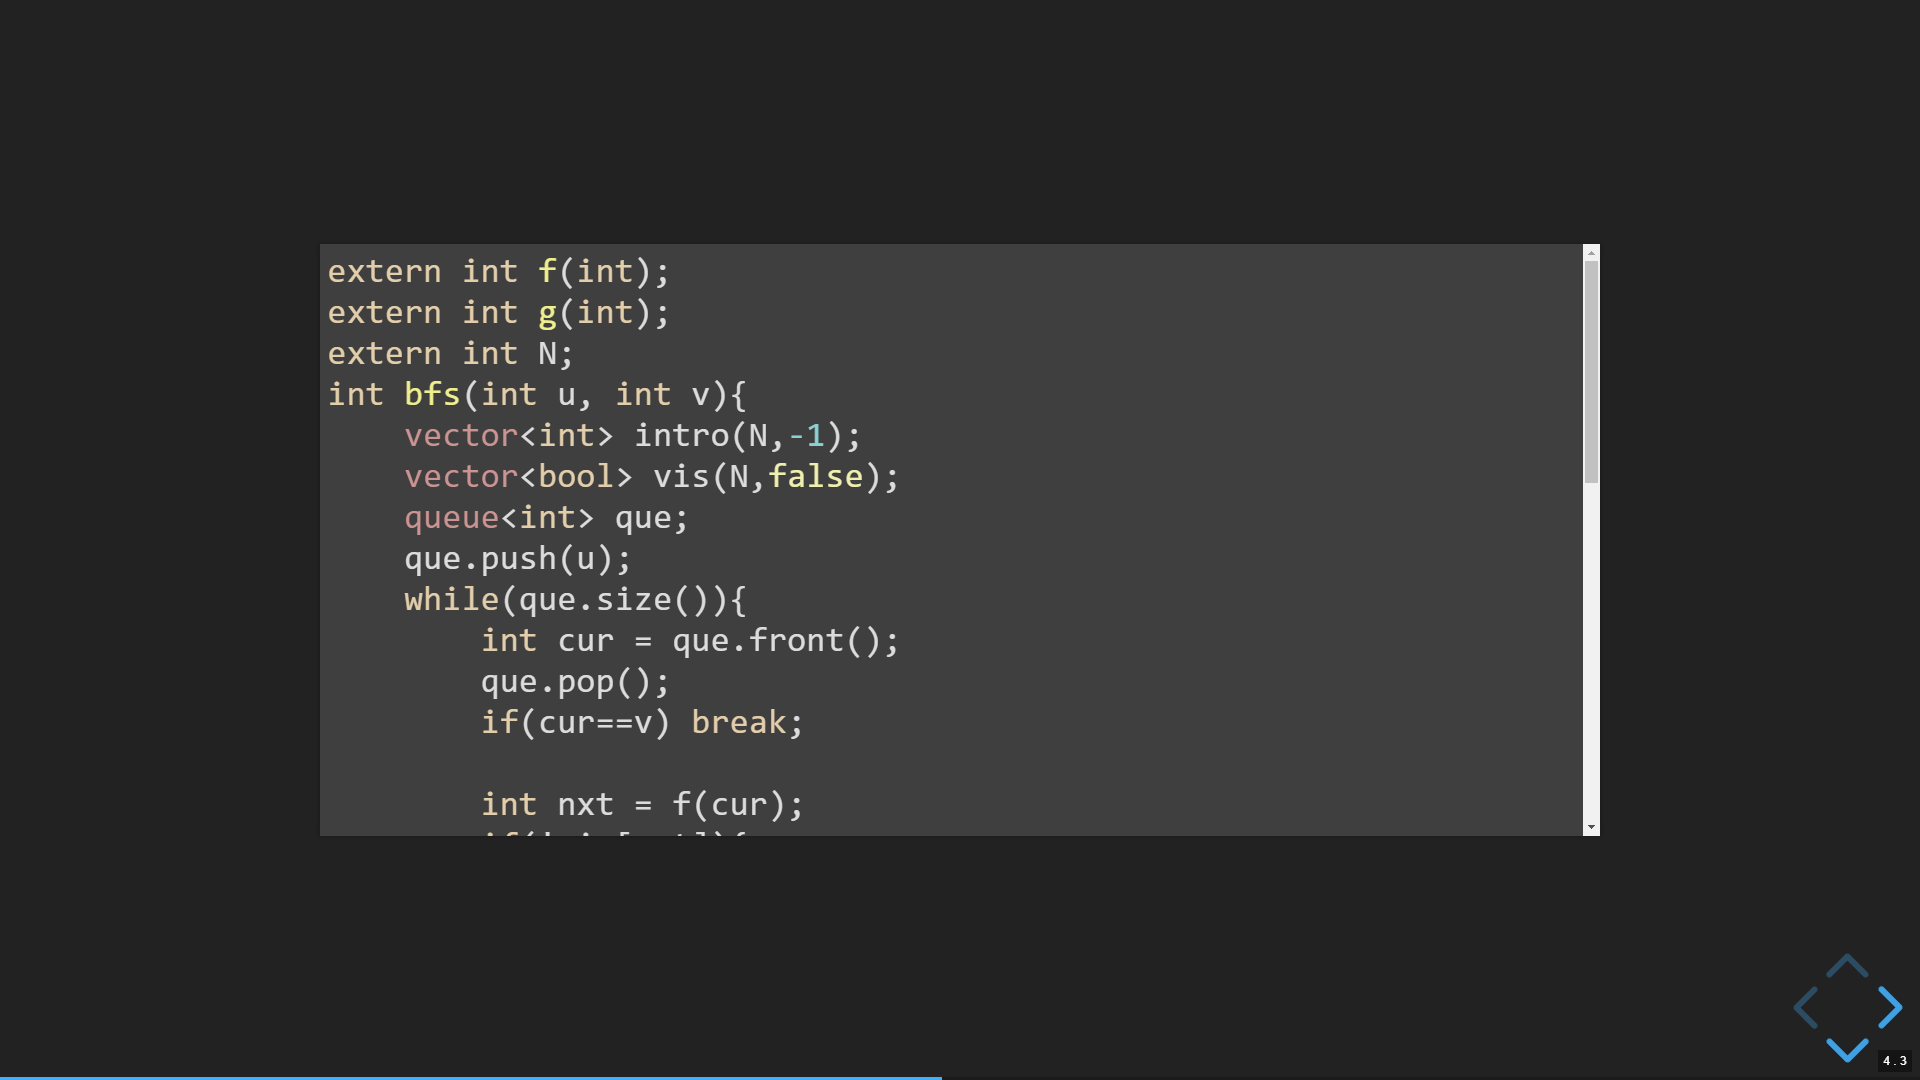 extern int f(int);
extern int g(int);
extern int N;
int bfs(int u, int v){
    vector<int> intro(N,-1);
    vector<bool> vis(N,false);
    queue<int> que;
    que.push(u);
    while(que.size()){
        int cur = que.front();
        que.pop();
        if(cur==v) break;

        int nxt = f(cur);
4.3